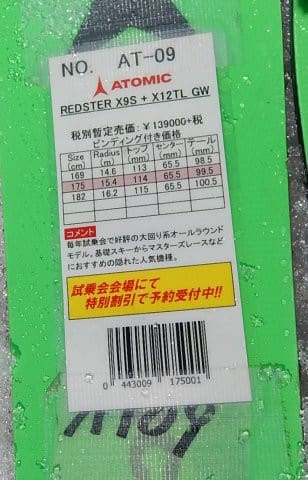 NO. AT-09
ATOMIC
REDSTER X9S + X12TL GW
税別暫定売価：￥139000+税
ビンディング付き価格
Size (cm) Radius (m) トップ (mm) センター (mm) テール (mm)
169 14.6 113 65.5 98.5
175 15.4 114 65.5 99.5
182 16.2 115 65.5 100.5
コメント
毎年試乗会で好評の大回り系オールラウンド
モデル。基礎スキーからマスターズレースなど
におすすめの隠れた人気機種。
試乗会会場にて
特別割引で予約受付中!!
0 443009 175001